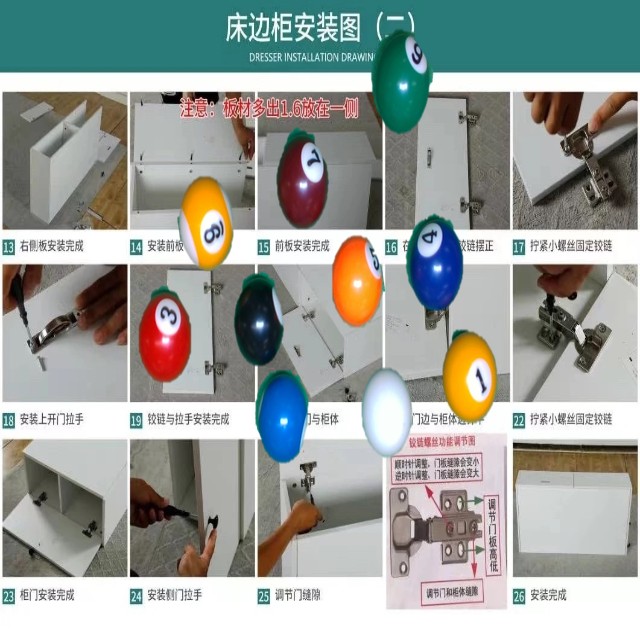 床边柜安装图（二）
DRESSER INSTALLATION DRAWIN
注意：板材多出1.6放在一侧
6
7
8
4
5
3
1
13 右侧板安装完成
14 安装前板
15 前板安装完成
16 在 铰链摆正
17 拧紧小螺丝固定铰链
18 安装上开门拉手
19 铰链与拉手安装完成
门与柜体
门边与柜体
22 拧紧小螺丝固定铰链
铰链螺丝功能调节图
顺时针调整，门板缝隙会变小
逆时针调整，门板缝隙会变大
调节门板高低
调节门和柜体缝隙
23 柜门安装完成
24 安装侧门拉手
25 调节门缝隙
26 安装完成